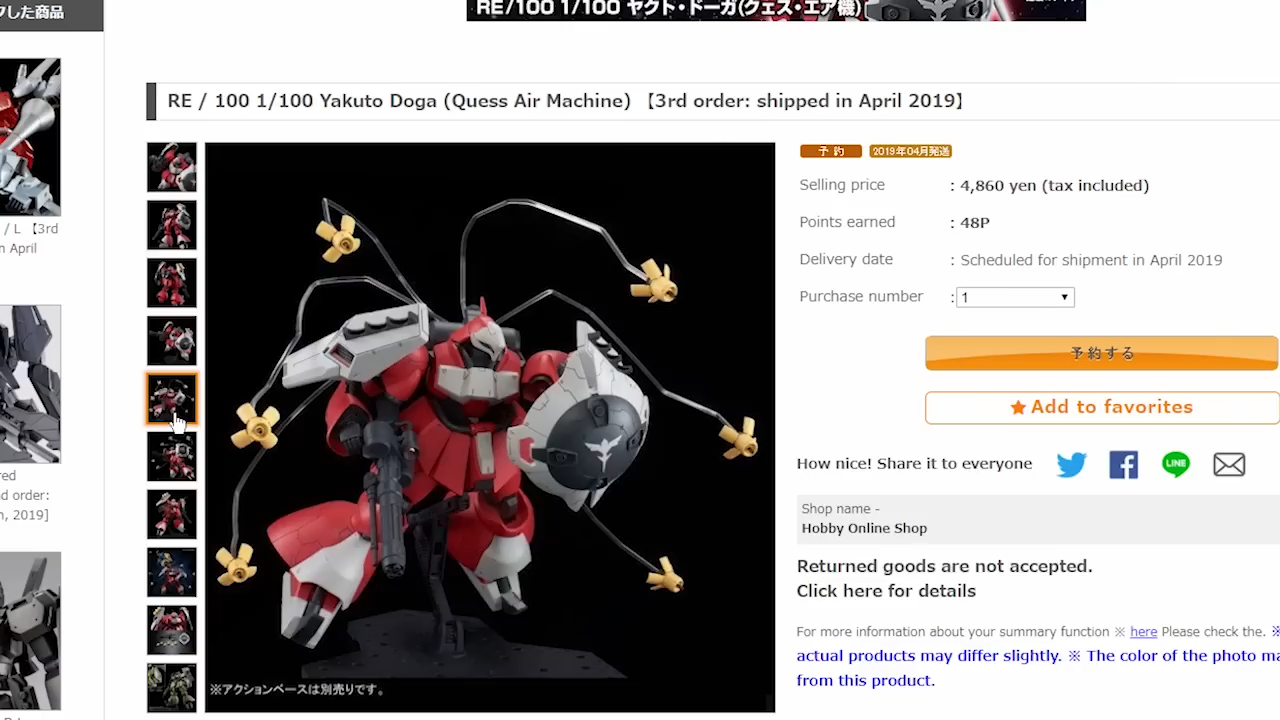 クした商品
RE/100 1/100 ヤクト・ドーガ(クェス・エア機)
RE / 100 1/100 Yakuto Doga (Quess Air Machine) 【3rd order: shipped in April 2019】
/ L 【3rd
n April
red
d order:
n, 2019]
※アクションベースは別売りです。
予約 2019年04月発送
Selling price : 4,860 yen (tax included)
Points earned : 48P
Delivery date : Scheduled for shipment in April 2019
Purchase number : 1
予約する
★Add to favorites
How nice! Share it to everyone LINE
Shop name -
Hobby Online Shop
Returned goods are not accepted.
Click here for details
For more information about your summary function ※ here Please check the. ※
actual products may differ slightly. ※ The color of the photo ma
from this product.